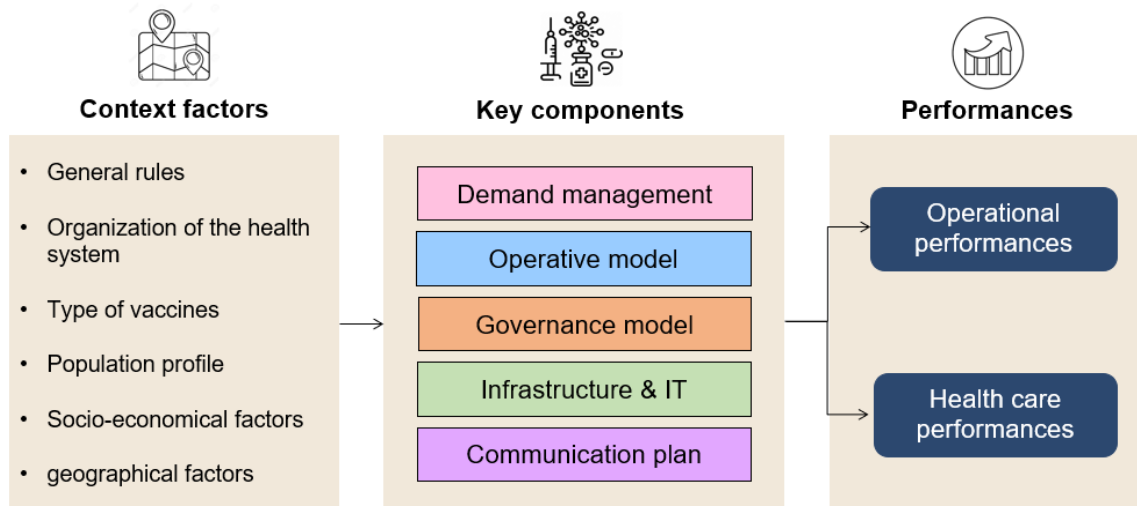 Context factors
• General rules
• Organization of the health
system
• Type of vaccines
• Population profile
• Socio-economical factors
• geographical factors
Key components
Demand management
Operative model
Governance model
Infrastructure & IT
Communication plan
Performances
Operational
performances
Health care
performances